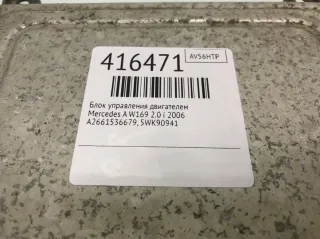 416471
AV56HTP
Блок управления двигателем
Mercedes A W169 2.0 i 2006
A2661536679, 5WK90941